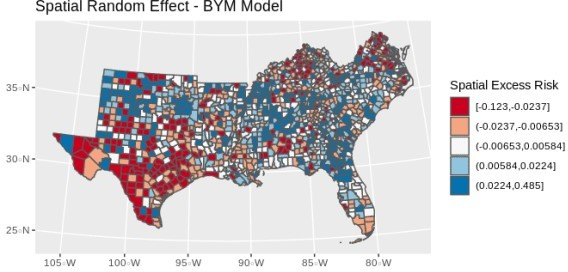 Spatial Random Effect - BYM Model
35°N
30°N
25°N
105°W
100°W
95°W
90°W
85°W
80°W
Spatial Excess Risk
[-0.123,-0.0237]
(-0.0237,-0.00653]
(-0.00653,0.00584]
(0.00584,0.0224]
(0.0224,0.485]